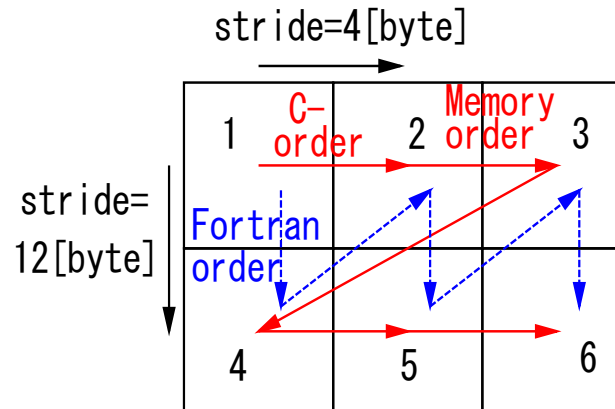 stride=4[byte]
1
C-
order
2
Memory
order
3
stride=
12[byte]
Fortran
order
4
5
6